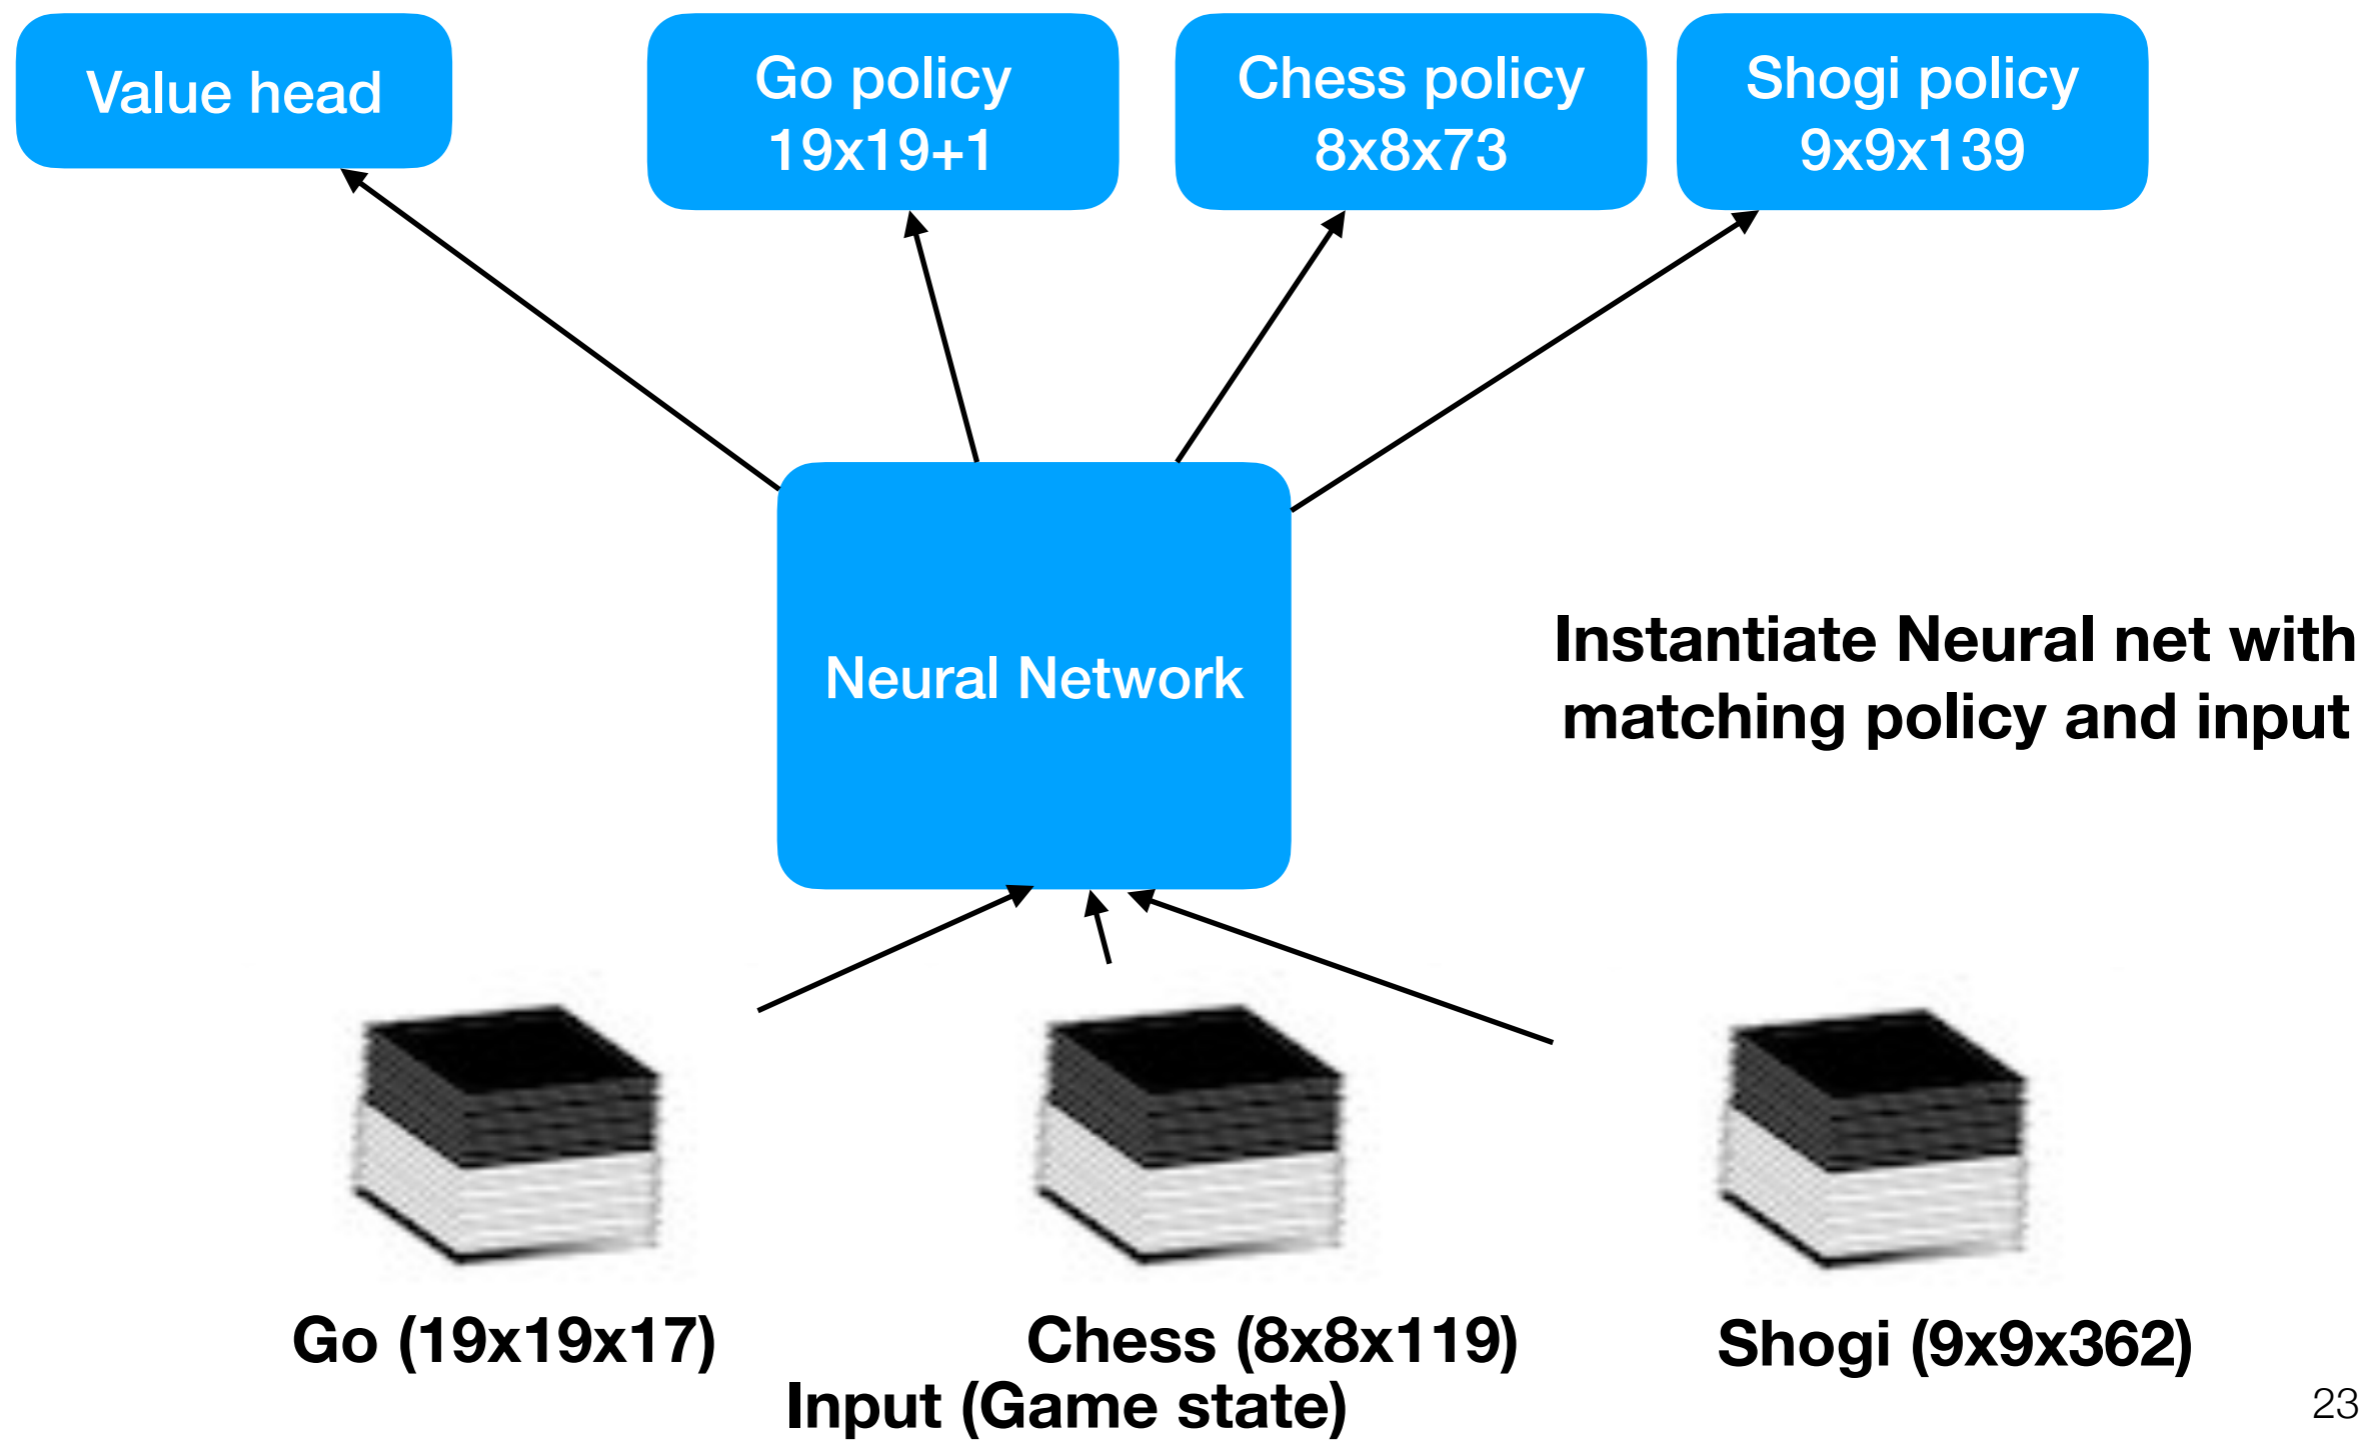 Value head
Go policy
19x19+1
Chess policy
8x8x73
Shogi policy
9x9x139
Neural Network
Instantiate Neural net with
matching policy and input
Go (19x19x17)
Chess (8x8x119)
Shogi (9x9x362)
Input (Game state)
23